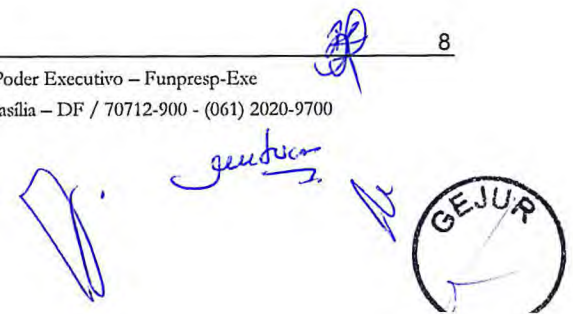 8
Poder Executivo – Funpresp-Exe
asília – DF / 70712-900 - (061) 2020-9700
GEJUR